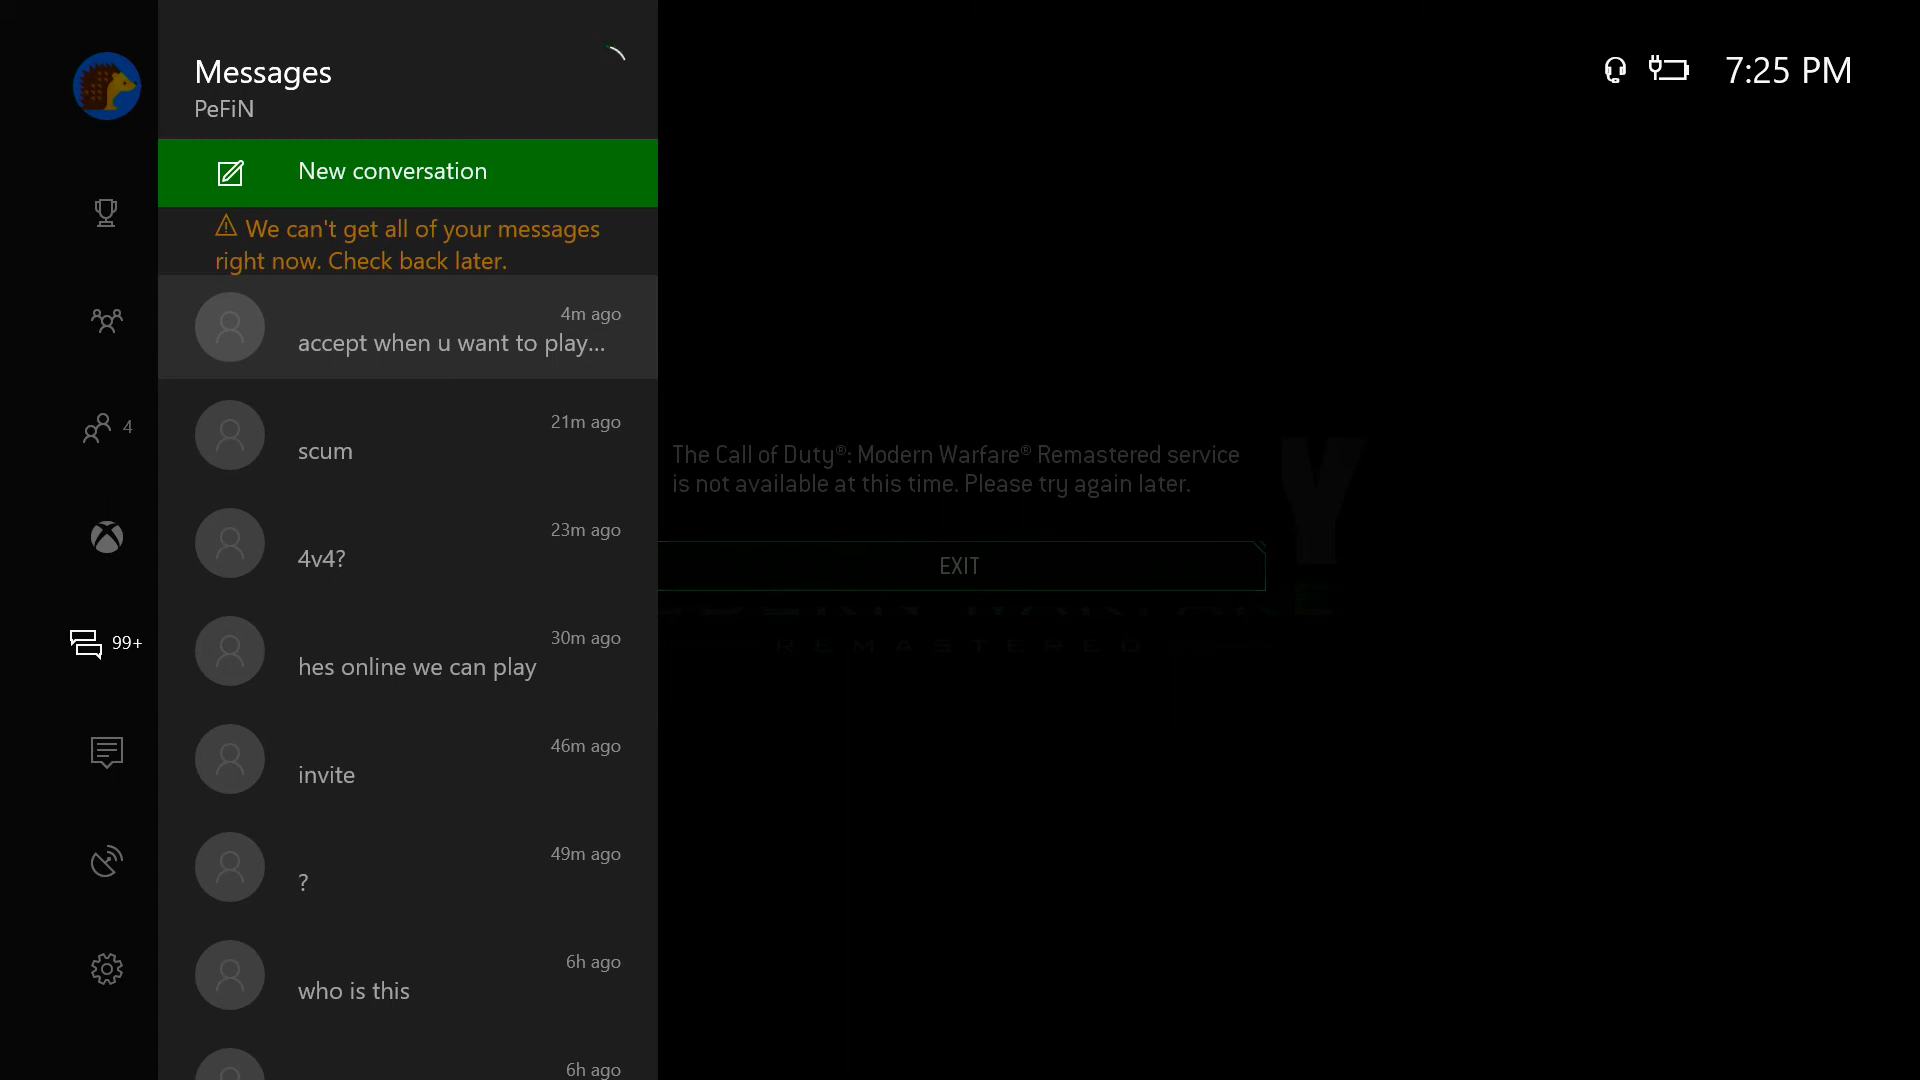 Messages
PeFiN
7:25 PM
New conversation
We can't get all of your messages
right now. Check back later.
4m ago
accept when u want to play...
21m ago
scum
23m ago
4v4?
30m ago
hes online we can play
46m ago
invite
49m ago
?
6h ago
who is this
6h ago
4
99+
The Call of Duty®: Modern Warfare® Remastered service
is not available at this time. Please try again later.
EXIT
Y
REMASTERED